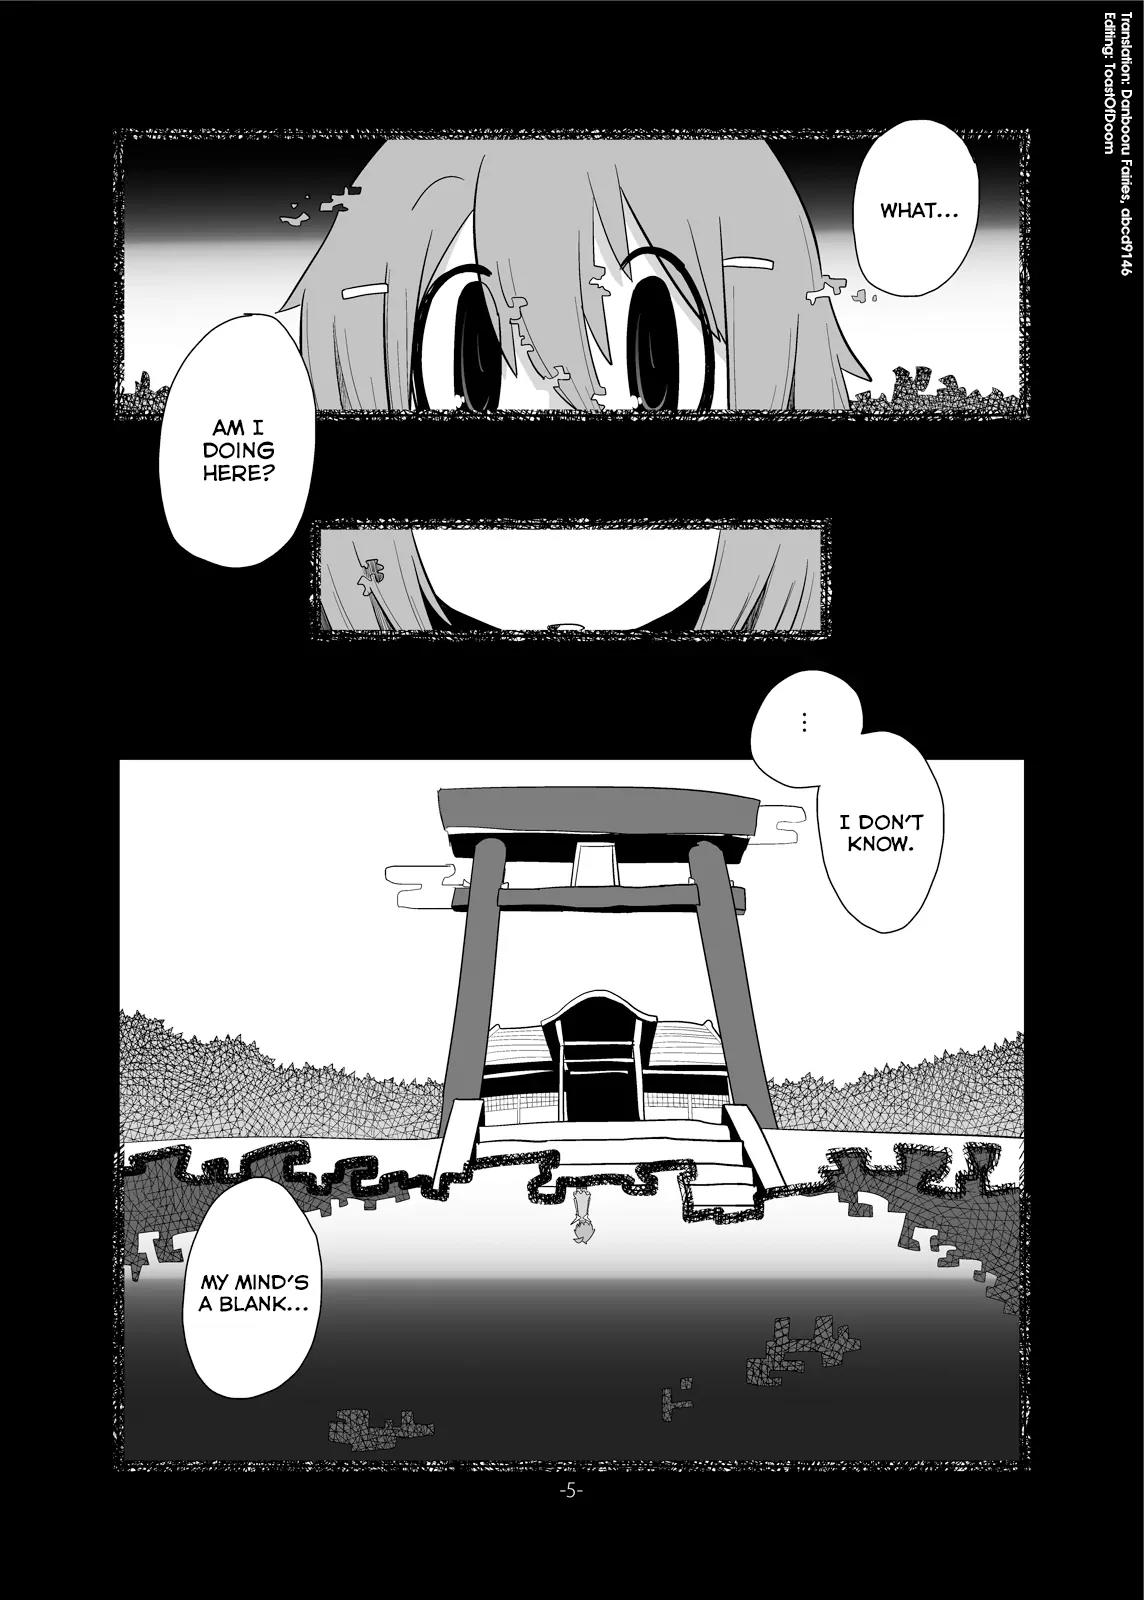 Translation: Danbooru Fairies, abcd9146
Editing: ToastOfDoom
WHAT...
AM I
DOING
HERE?
...
I DON'T
KNOW.
MY MIND'S
A BLANK...
-5-